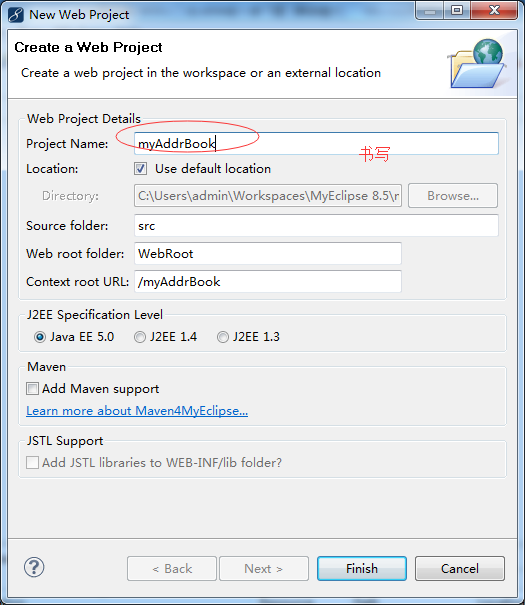 New Web Project
Create a Web Project
Create a web project in the workspace or an external location
Web Project Details
Project Name: myAddrBook
书写
Location: Use default location
Directory: C:\Users\admin\Workspaces\MyEclipse 8.5\r Browse...
Source folder: src
Web root folder: WebRoot
Context root URL: /myAddrBook
J2EE Specification Level
Java EE 5.0 J2EE 1.4 J2EE 1.3
Maven
Add Maven support
Learn more about Maven4MyEclipse...
JSTL Support
Add JSTL libraries to WEB-INF/lib folder?
? < Back Next > Finish Cancel